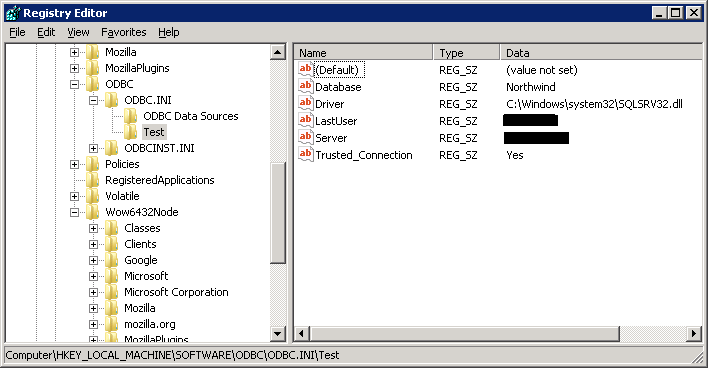 Registry Editor
File Edit View Favorites Help
Mozilla
MozillaPlugins
ODBC
ODBC.INI
ODBC Data Sources
Test
ODBCINST.INI
Policies
RegisteredApplications
Volatile
Wow6432Node
Classes
Clients
Google
Microsoft
Microsoft Corporation
Mozilla
mozilla.org
MozillaPlugins
Name Type Data
(Default) REG_SZ (value not set)
Database REG_SZ Northwind
Driver REG_SZ C:\Windows\system32\SQLSRV32.dll
LastUser REG_SZ
Server REG_SZ
Trusted_Connection REG_SZ Yes
Computer\HKEY_LOCAL_MACHINE\SOFTWARE\ODBC\ODBC.INI\Test